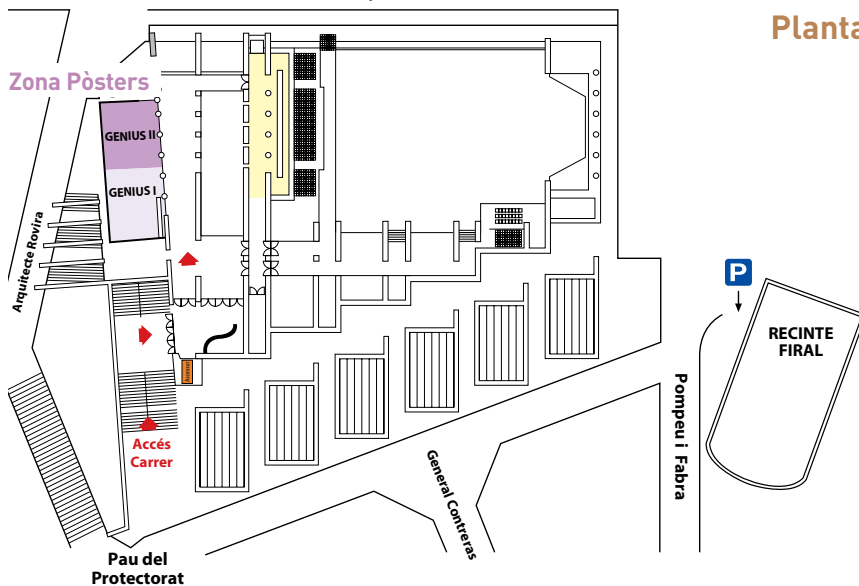 Planta
Zona Pòsters
GENIUS II
GENIUS I
Arquitecte Rovira
P
RECINTE
FIRAL
Ascensor
Accés
Carrer
Pompeu i Fabra
General Contreras
Pau del
Protectorat